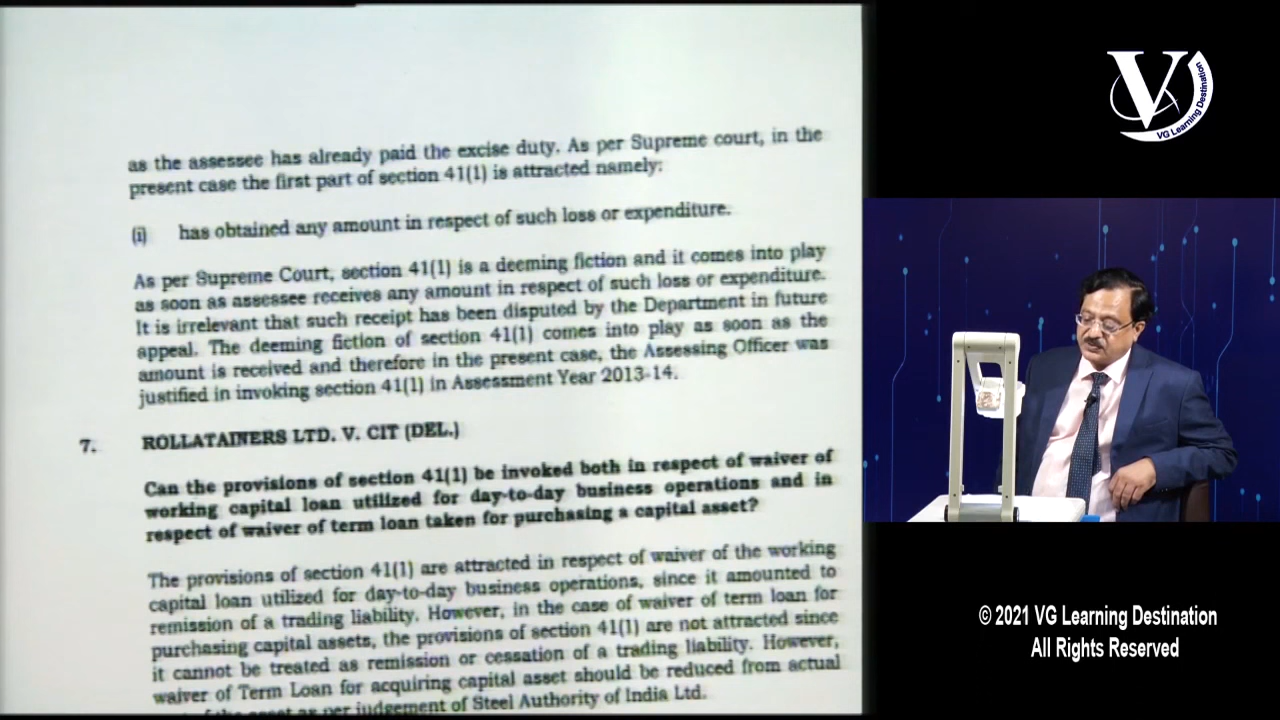 as the assessee has already paid the excise duty. As per Supreme court, in the
present case the first part of section 41(1) is attracted namely:
(i) has obtained any amount in respect of such loss or expenditure.
As per Supreme Court, section 41(1) is a deeming fiction and it comes into play
as soon as assessee receives any amount in respect of such loss or expenditure.
It is irrelevant that such receipt has been disputed by the Department in future
appeal. The deeming fiction of section 41(1) comes into play as soon as the
amount is received and therefore in the present case, the Assessing Officer was
justified in invoking section 41(1) in Assessment Year 2013-14.
7. ROLLATAINERS LTD. V. CIT (DEL.)
Can the provisions of section 41(1) be invoked both in respect of waiver of
working capital loan utilized for day-to-day business operations and in
respect of waiver of term loan taken for purchasing a capital asset?
The provisions of section 41(1) are attracted in respect of waiver of the working
capital loan utilized for day-to-day business operations, since it amounted to
remission of a trading liability. However, in the case of waiver of term loan for
purchasing capital assets, the provisions of section 41(1) are not attracted since
it cannot be treated as remission or cessation of a trading liability. However,
waiver of Term Loan for acquiring capital asset should be reduced from actual
of the asset as per judgement of Steel Authority of India Ltd.
V
VG Learning Destination
© 2021 VG Learning Destination
All Rights Reserved